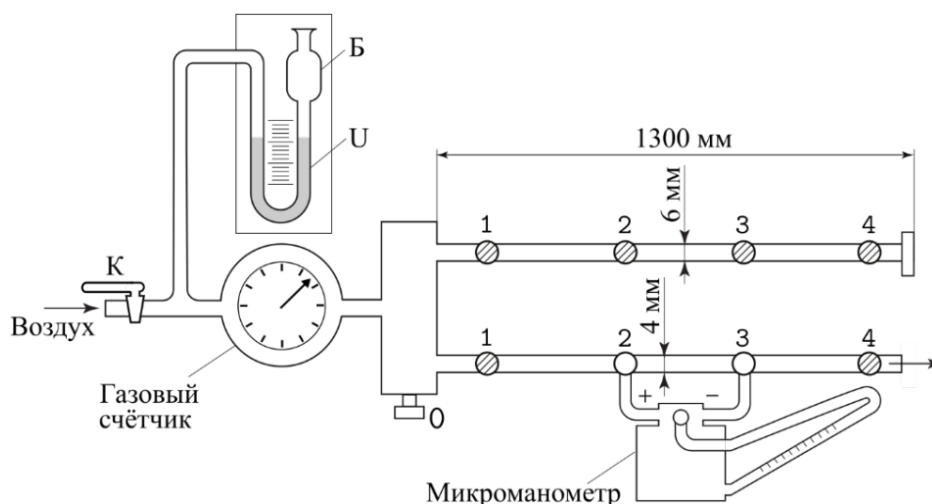 Б
U
1300 мм
1 2 3 4
6 мм
К
Воздух
4 мм
1 2 3 4
+ −
Газовый
счётчик
0
Микроманометр